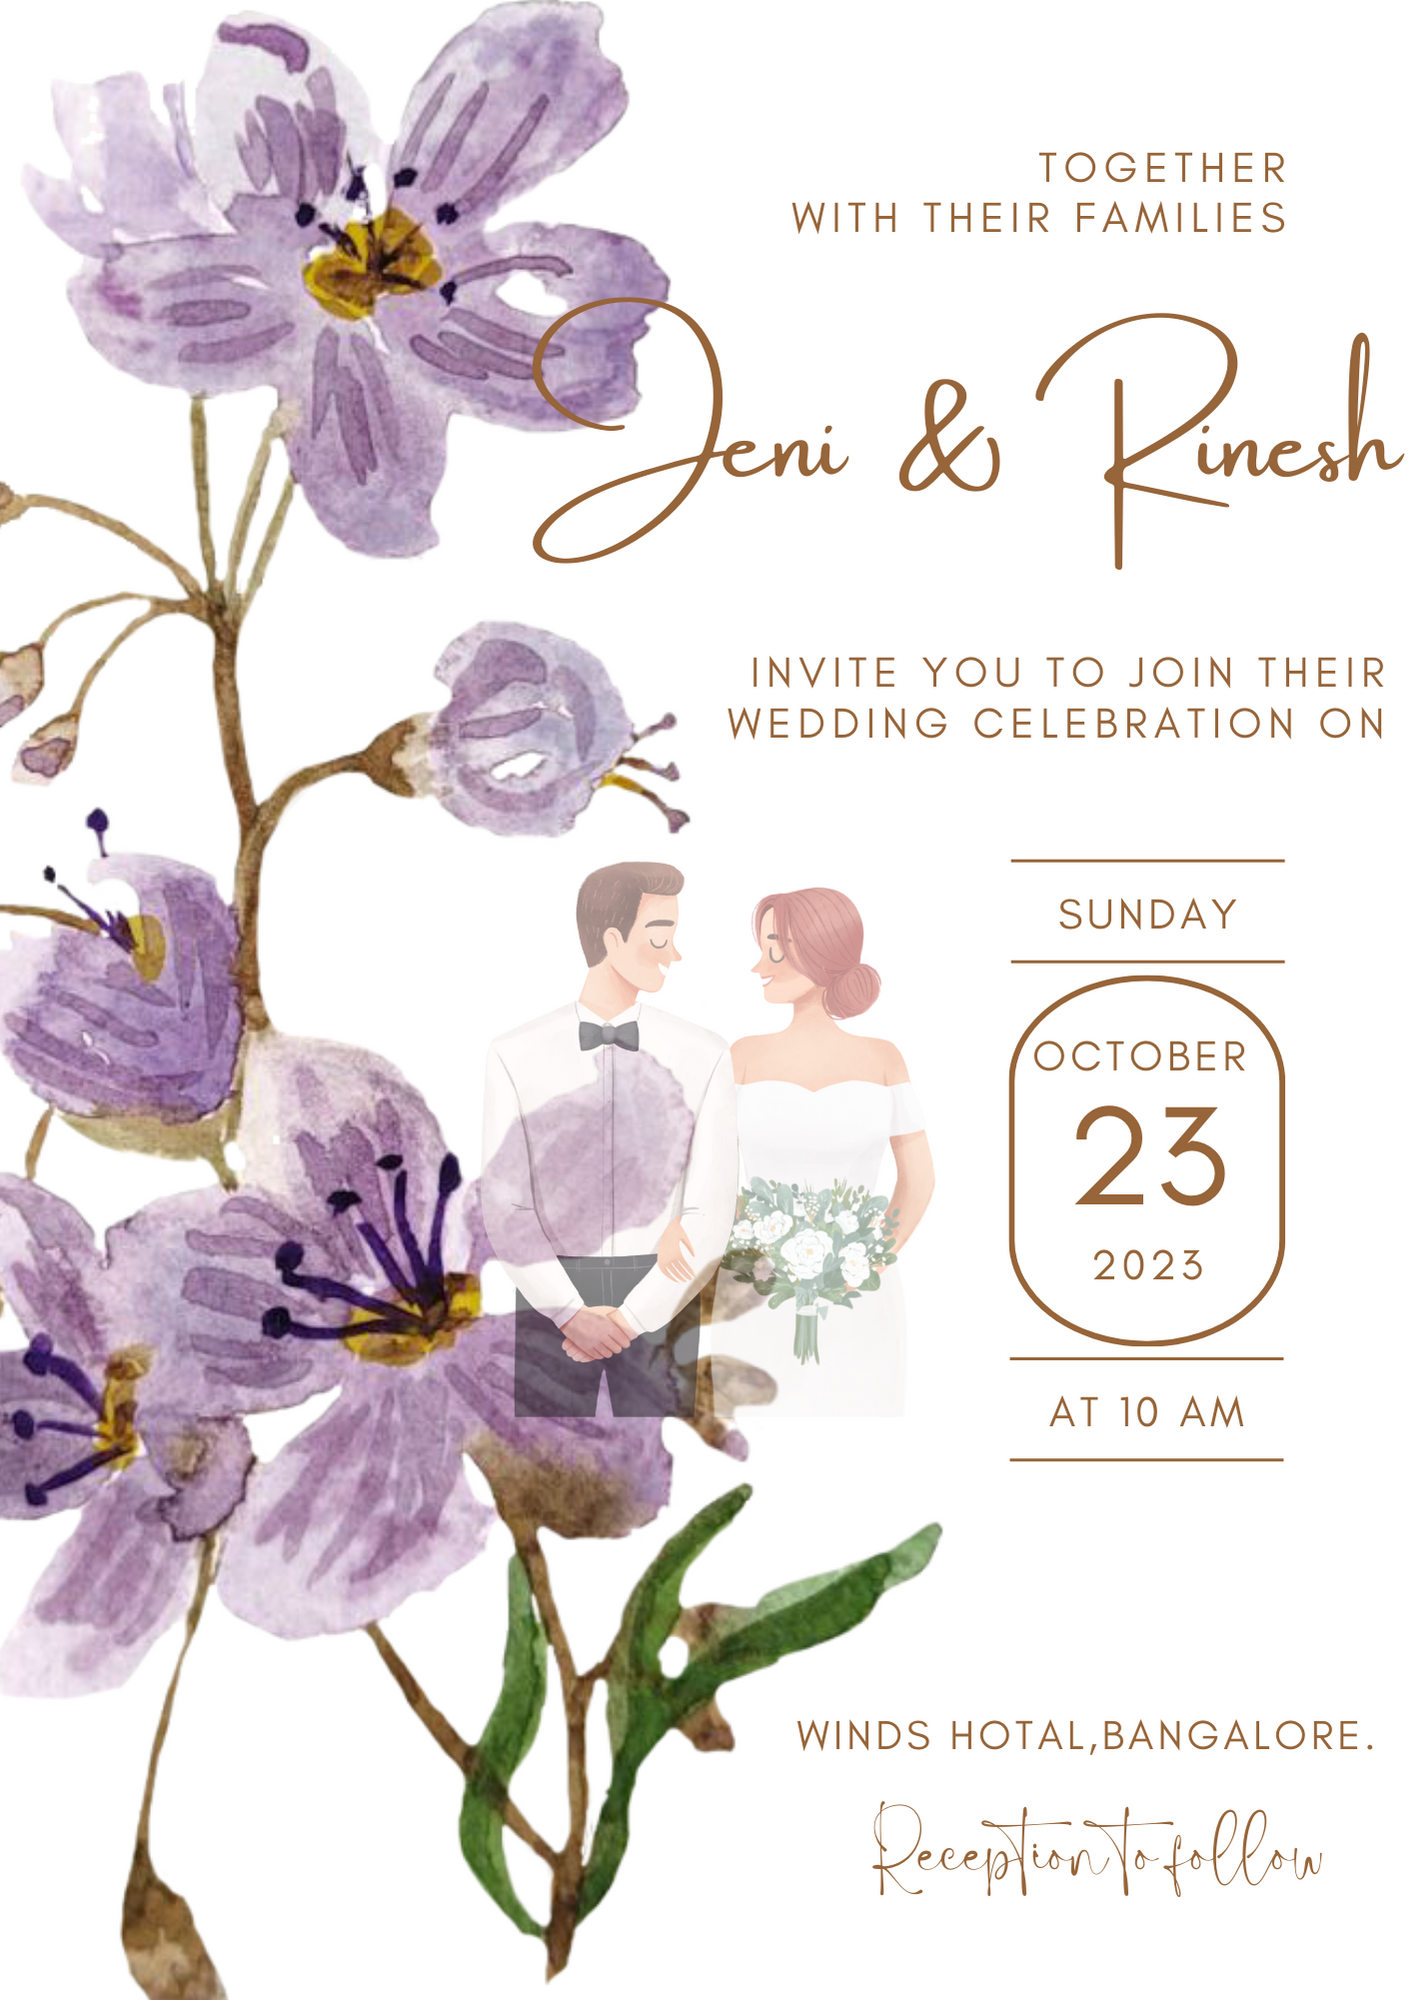 TOGETHER
WITH THEIR FAMILIES
Jeni & Rinesh
INVITE YOU TO JOIN THEIR
WEDDING CELEBRATION ON
SUNDAY
OCTOBER
23
2023
AT 10 AM
WINDS HOTAL,BANGALORE.
Reception to follow